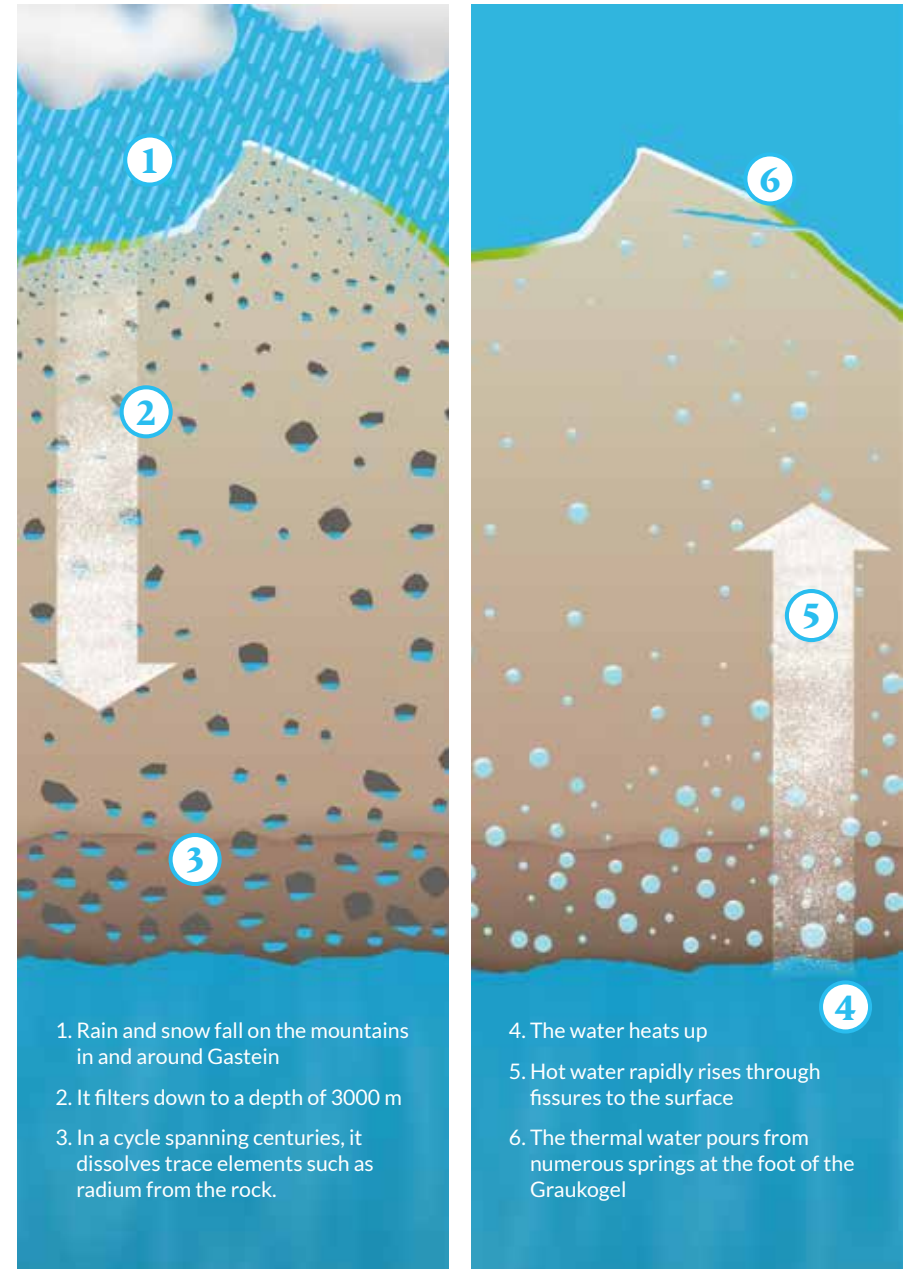 1
2
3
1. Rain and snow fall on the mountains
in and around Gastein
2. It filters down to a depth of 3000 m
3. In a cycle spanning centuries, it
dissolves trace elements such as
radium from the rock.
6
5
4
4. The water heats up
5. Hot water rapidly rises through
fissures to the surface
6. The thermal water pours from
numerous springs at the foot of the
Graukogel